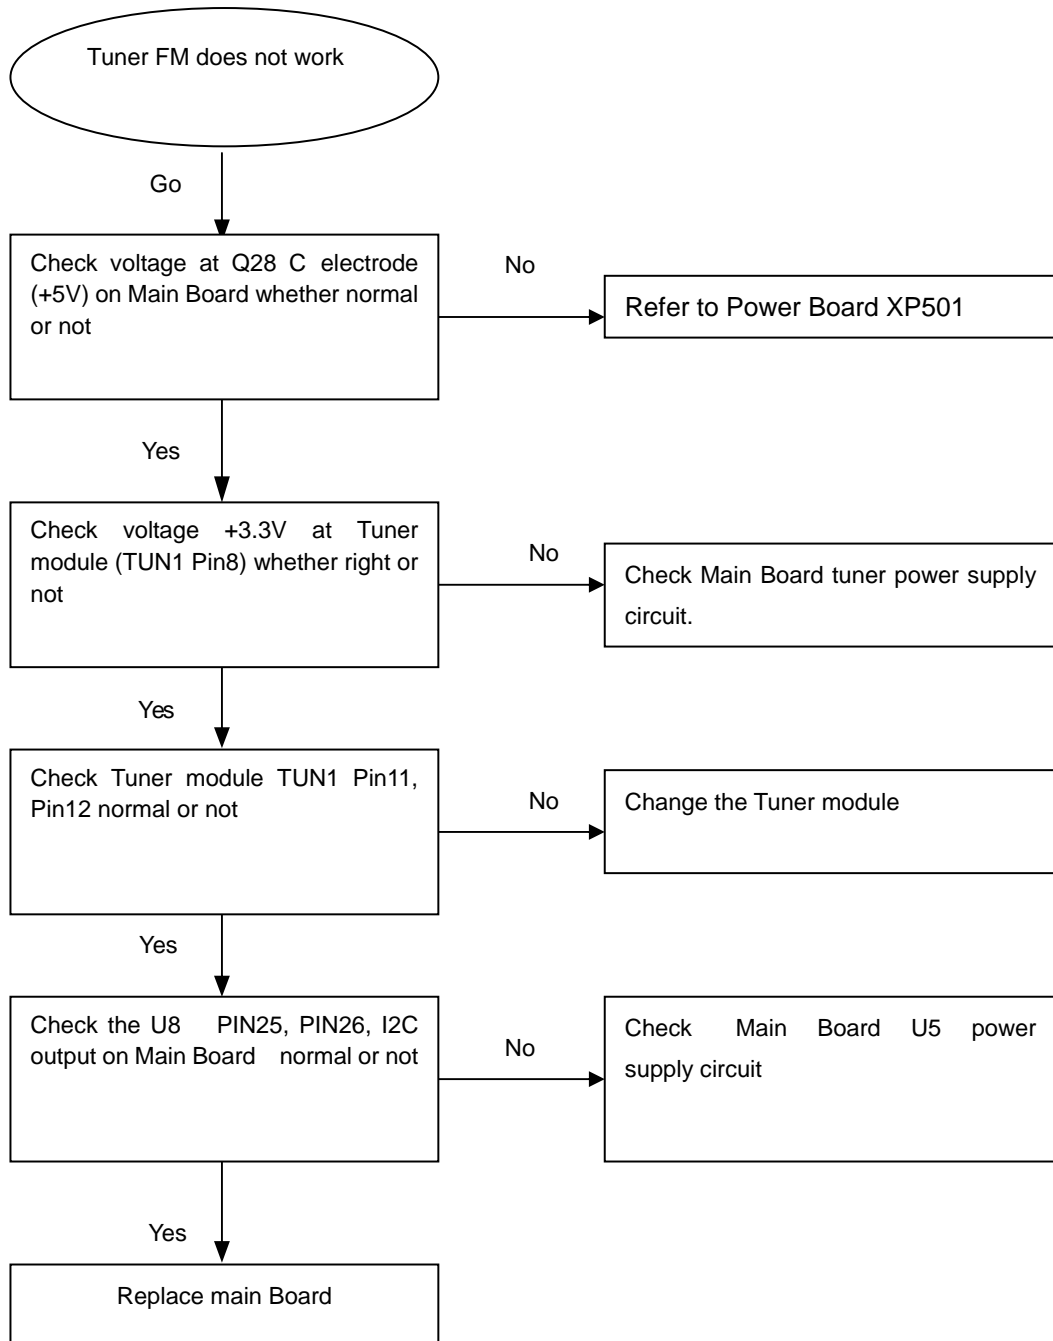 Tuner FM does not work
Go
Check voltage at Q28 C electrode
(+5V) on Main Board whether normal
or not
No
Refer to Power Board XP501
Yes
Check voltage +3.3V at Tuner
module (TUN1 Pin8) whether right or
not
No
Check Main Board tuner power supply
circuit.
Yes
Check Tuner module TUN1 Pin11,
Pin12 normal or not
No
Change the Tuner module
Yes
Check the U8 PIN25, PIN26, I2C
output on Main Board normal or not
No
Check Main Board U5 power
supply circuit
Yes
Replace main Board